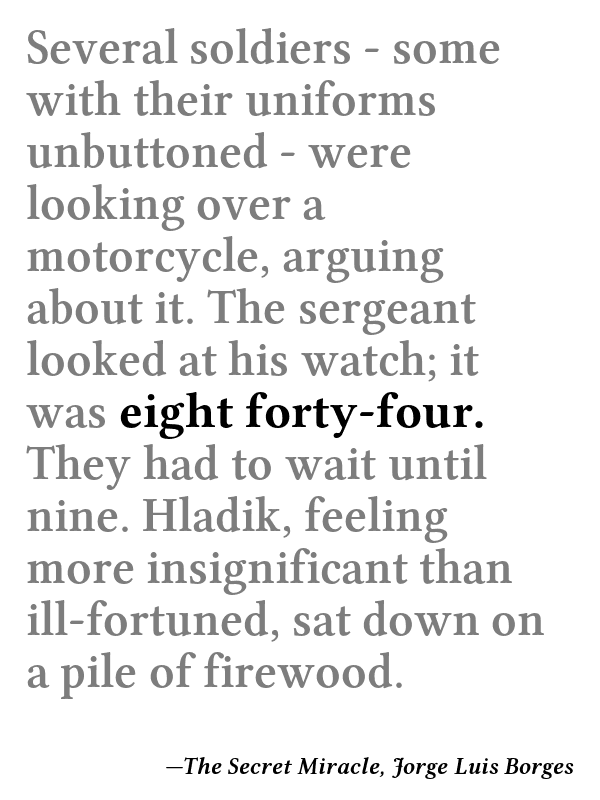 Several soldiers - some
with their uniforms
unbuttoned - were
looking over a
motorcycle, arguing
about it. The sergeant
looked at his watch; it
was eight forty-four.
They had to wait until
nine. Hladik, feeling
more insignificant than
ill-fortuned, sat down on
a pile of firewood.
—The Secret Miracle, Jorge Luis Borges